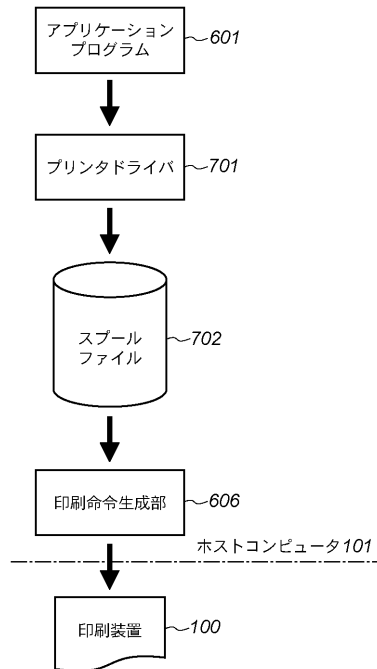 アプリケーション
プログラム
601
プリンタドライバ
701
スプール
ファイル
702
印刷命令生成部
606
ホストコンピュータ101
印刷装置
100